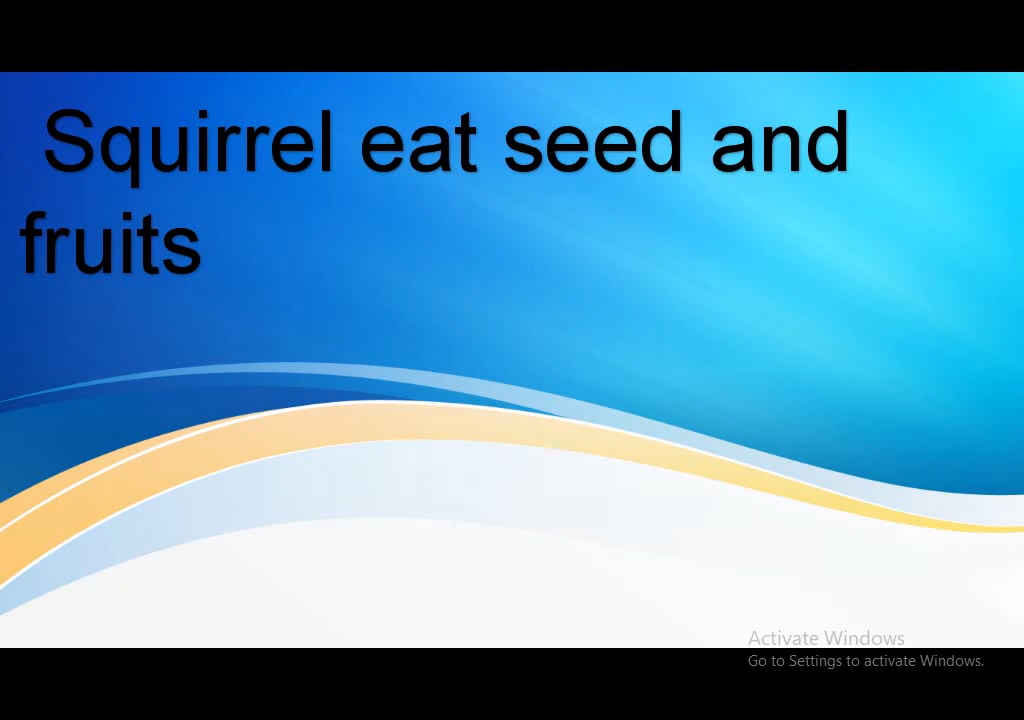 Squirrel eat seed and
fruits
Activate Windows
Go to Settings to activate Windows.